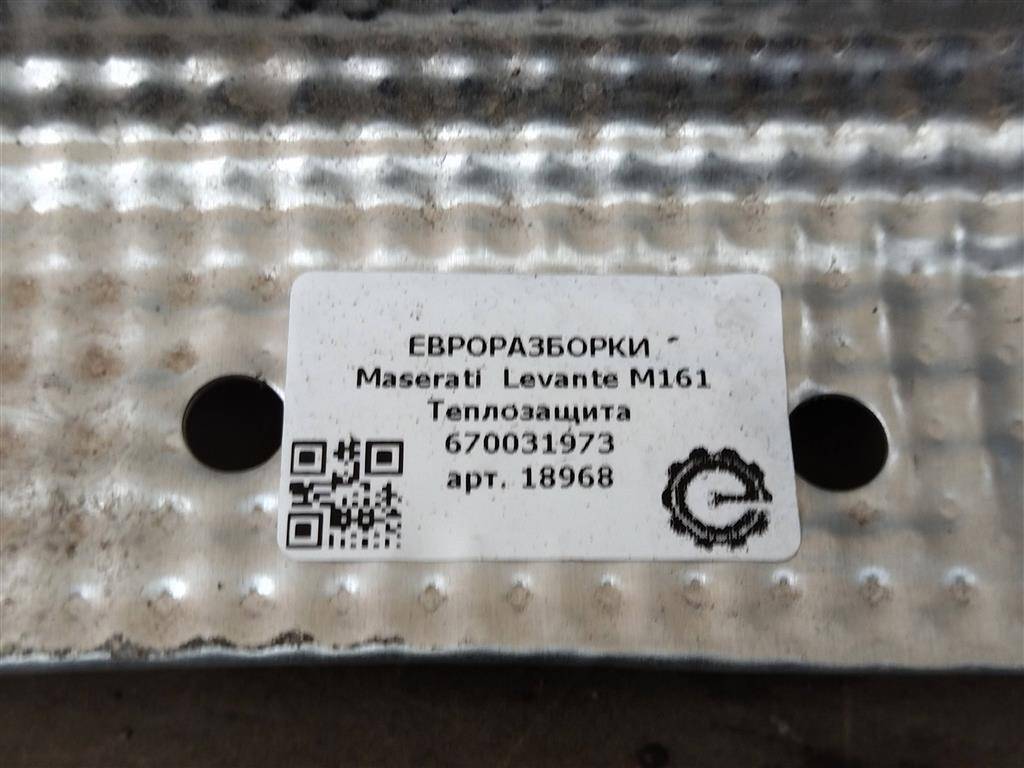 ЕВРОРАЗБОРКИ
Maserati Levante M161
Теплозащита
670031973
арт. 18968